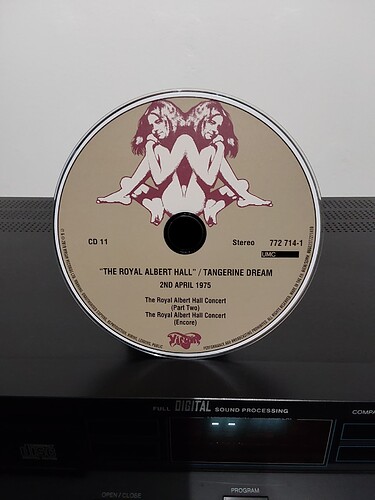 CD 11
Stereo 772 714-1
UMC
"THE ROYAL ALBERT HALL" / TANGERINE DREAM
2ND APRIL 1975
The Royal Albert Hall Concert
(Part Two)
The Royal Albert Hall Concert
(Encore)
Virgin
FULL DIGITAL SOUND PROCESSING
OPEN / CLOSE
PROGRAM